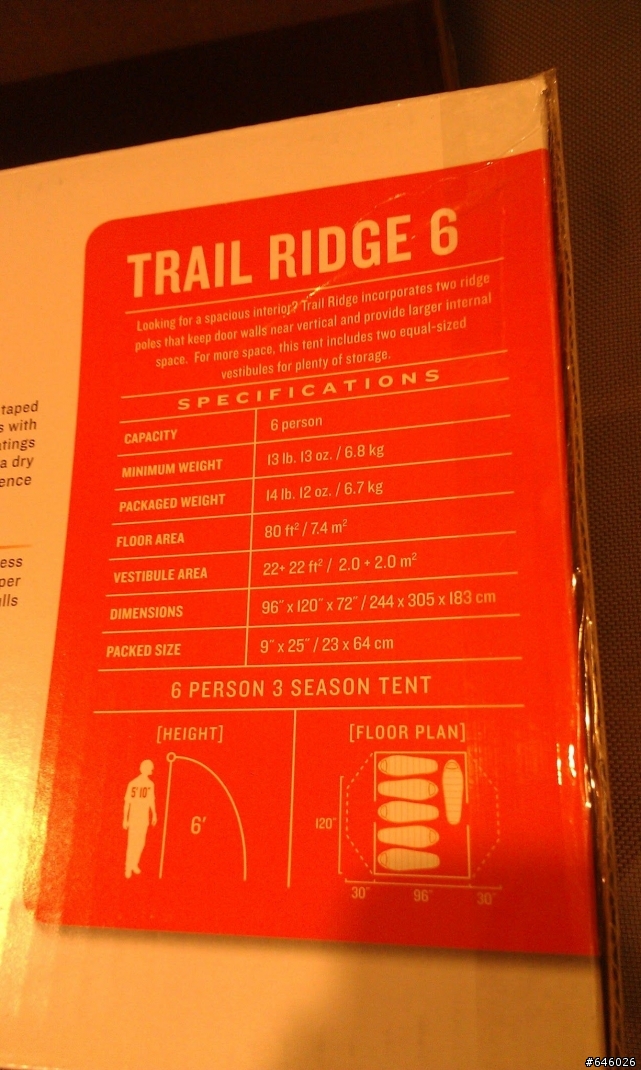 TRAIL RIDGE 6
Looking for a spacious interior? Trail Ridge incorporates two ridge
poles that keep door walls near vertical and provide larger internal
space. For more space, this tent includes two equal-sized
vestibules for plenty of storage.
SPECIFICATIONS
CAPACITY 6 person
MINIMUM WEIGHT 13 lb. 13 oz. / 6.8 kg
PACKAGED WEIGHT 14 lb. 12 oz. / 6.7 kg
FLOOR AREA 80 ft² / 7.4 m²
VESTIBULE AREA 22+ 22 ft² / 2.0 + 2.0 m²
DIMENSIONS 96" x 120" x 72" / 244 x 305 x 183 cm
PACKED SIZE 9" x 25" / 23 x 64 cm
6 PERSON 3 SEASON TENT
[HEIGHT]
5' 10"
6'
[FLOOR PLAN]
120"
30" 96" 30"
taped
s with
atings
a dry
ence
ess
per
ills
#646026